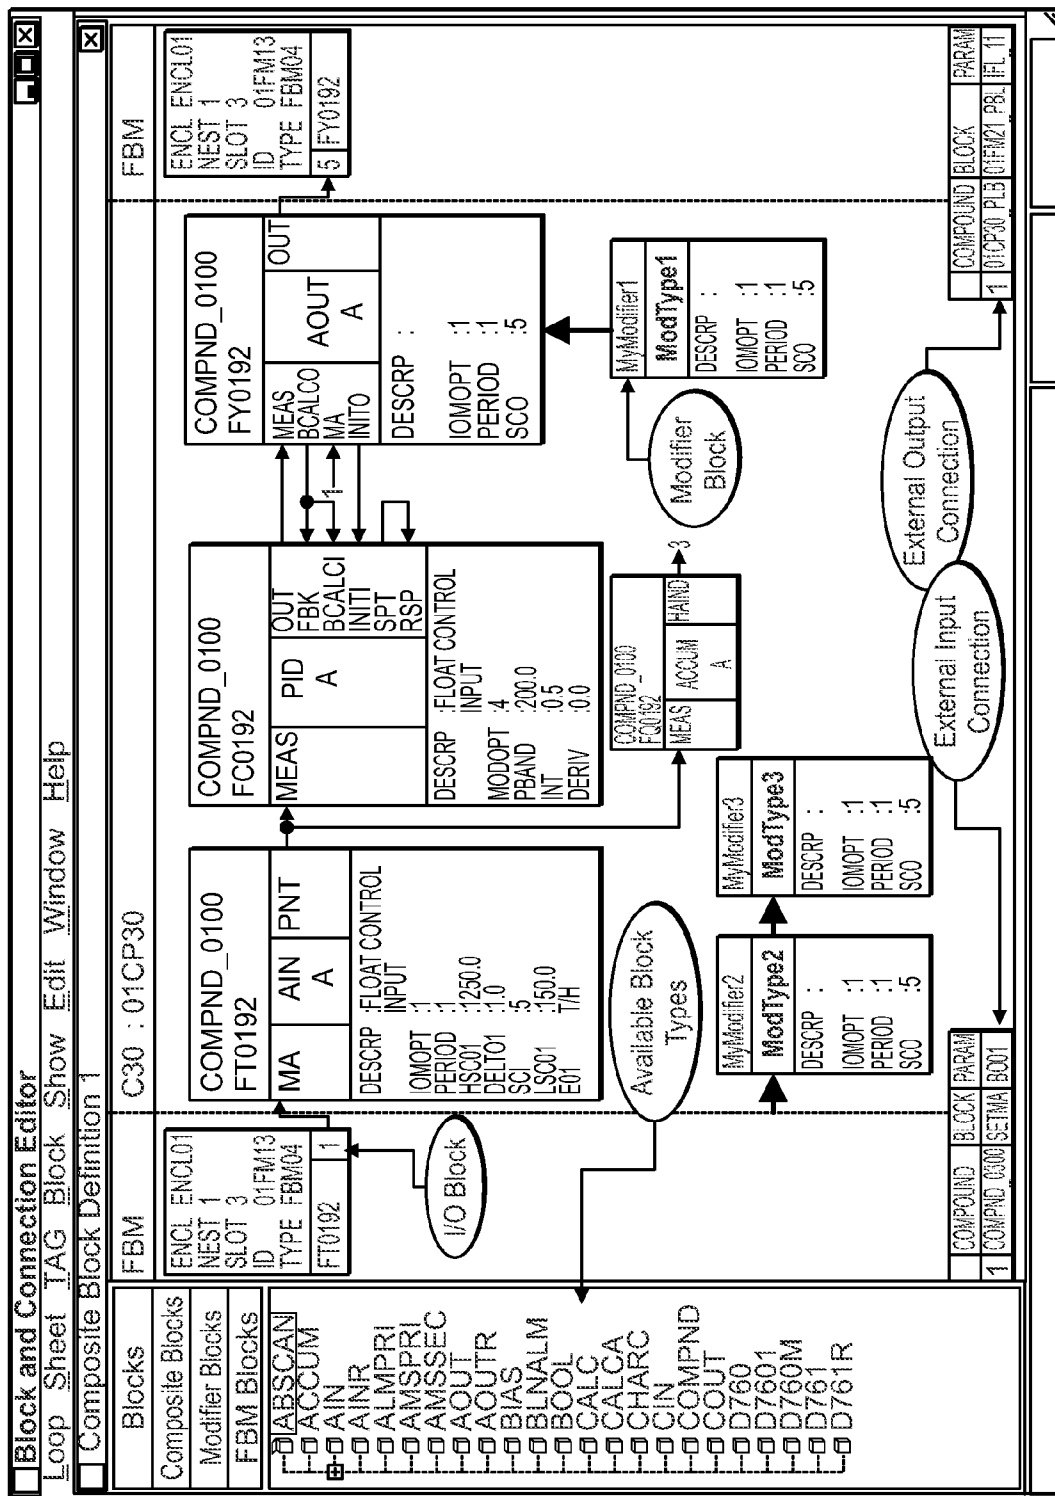 Block and Connection Editor
Loop Sheet TAG Block Show Edit Window Help
Composite Block Definition 1
Blocks
Composite Blocks
Modifier Blocks
FBM Blocks
ABSCAN
ACCUM
AIN
AINR
ALMPRI
AMSPRI
AMSSEC
AOUT
AOUTR
BIAS
BLNALM
BOOL
CALC
CALCA
CHARC
CIN
COMPND
COUT
D760
D7601
D760M
D761
D761R
FBM
C30 : 01CP30
FBM
ENCL ENCL01
NEST 1
SLOT 3
ID 01FM13
TYPE FBM04
FT0192 1
I/O Block
COMPND_0100
FT0192
MA AIN PNT
A
DESCRP :FLOAT CONTROL
INPUT
IOMOPT :1
PERIOD :1
HSC01 :1250.0
DELTO1 :1.0
SCI :5
LSC01 :150.0
E01 T/H
Available Block
Types
COMPND_0100
FC0192
MEAS PID OUT
A FBK
BCALCI
INITI
SPT
RSP
DESCRP :FLOAT CONTROL
INPUT
MODOPT :4
PBAND :200.0
INT :0.5
DERIV :0.0
1
COMPND_0100
FY0192
MEAS AOUT OUT
BCALCO A
MA
INITO
DESCRP :
IOMOPT :1
PERIOD :1
SCO :5
ENCL ENCL01
NEST 1
SLOT 3
ID 01FM13
TYPE FBM04
5 FY0192
COMPND_0100
FQ0192
MEAS ACCUM HAIND
A
3
Modifier
Block
MyModifier1
ModType1
DESCRP :
IOMOPT :1
PERIOD :1
SCO :5
MyModifier2
ModType2
DESCRP :
IOMOPT :1
PERIOD :1
SCO :5
MyModifier3
ModType3
DESCRP :
IOMOPT :1
PERIOD :1
SCO :5
External Input
Connection
External Output
Connection
COMPOUND BLOCK PARAM
1 COMPND_0300 SETMA BO01
COMPOUND BLOCK PARAM
1 01CP30_PLB 01FM21_PBL IFL_11